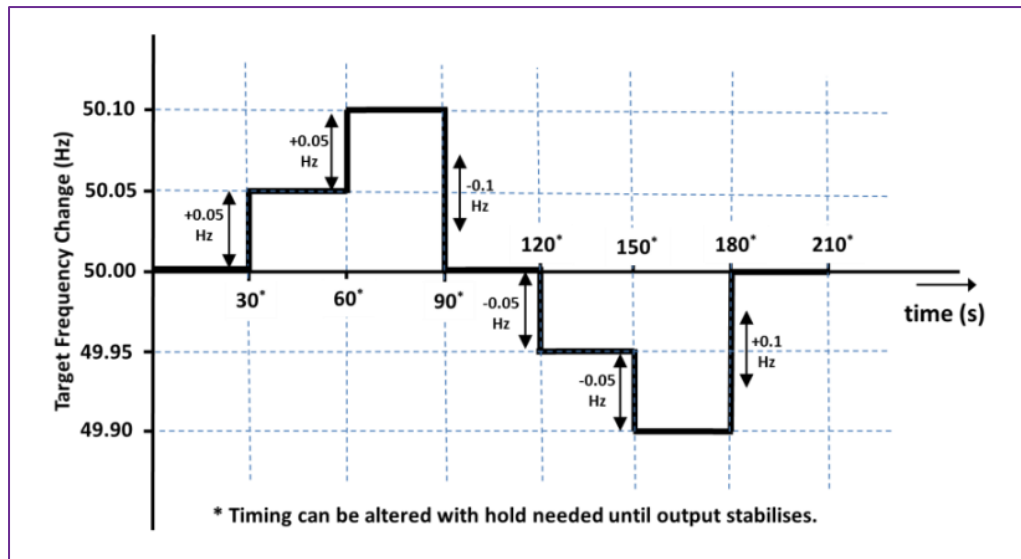 Target Frequency Change (Hz)
50.10
50.05
50.00
49.95
49.90
+0.05
Hz
+0.05
Hz
-0.1
Hz
30*
60*
90*
120*
150*
180*
210*
-0.05
Hz
-0.05
Hz
+0.1
Hz
time (s)
* Timing can be altered with hold needed until output stabilises.